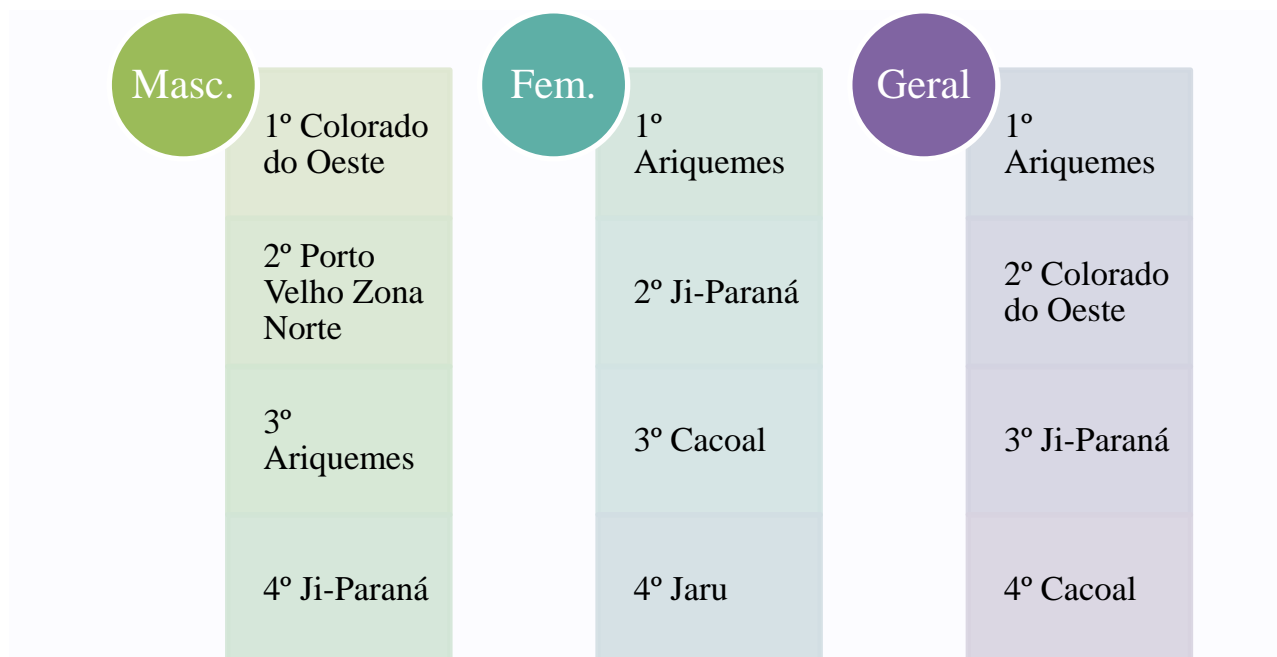 Masc.
1º Colorado
do Oeste
2º Porto
Velho Zona
Norte
3º
Ariquemes
4º Ji-Paraná
Fem.
1º
Ariquemes
2º Ji-Paraná
3º Cacoal
4º Jaru
Geral
1º
Ariquemes
2º Colorado
do Oeste
3º Ji-Paraná
4º Cacoal